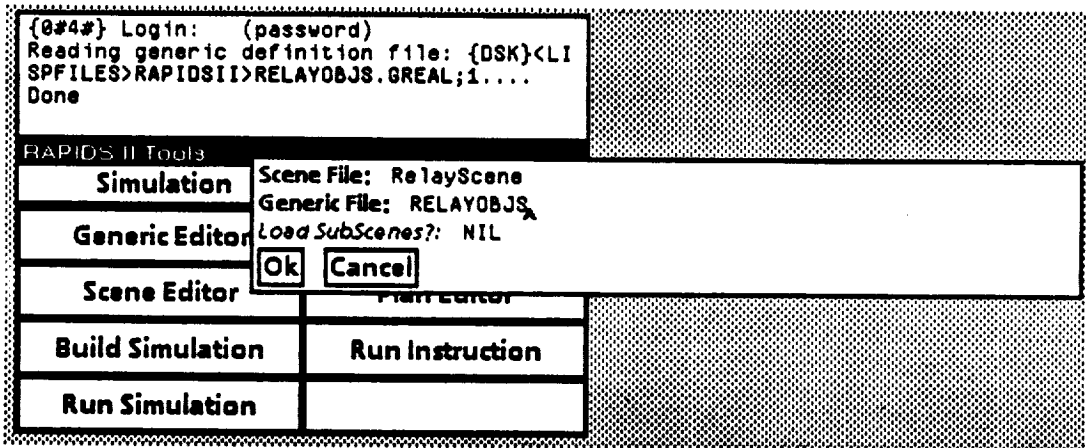 {0#4#} Login: (password)
Reading generic definition file: {DSK}<LI
SPFILES>RAPIDSII>RELAYOBJS.GREAL;1....
Done
RAPIDS II Tools
Simulation
Scene File: RelayScene
Generic File: RELAYOBJS
Generic Editor
Load SubScenes?: NIL
Ok Cancel
Scene Editor Plan Editor
Build Simulation Run Instruction
Run Simulation